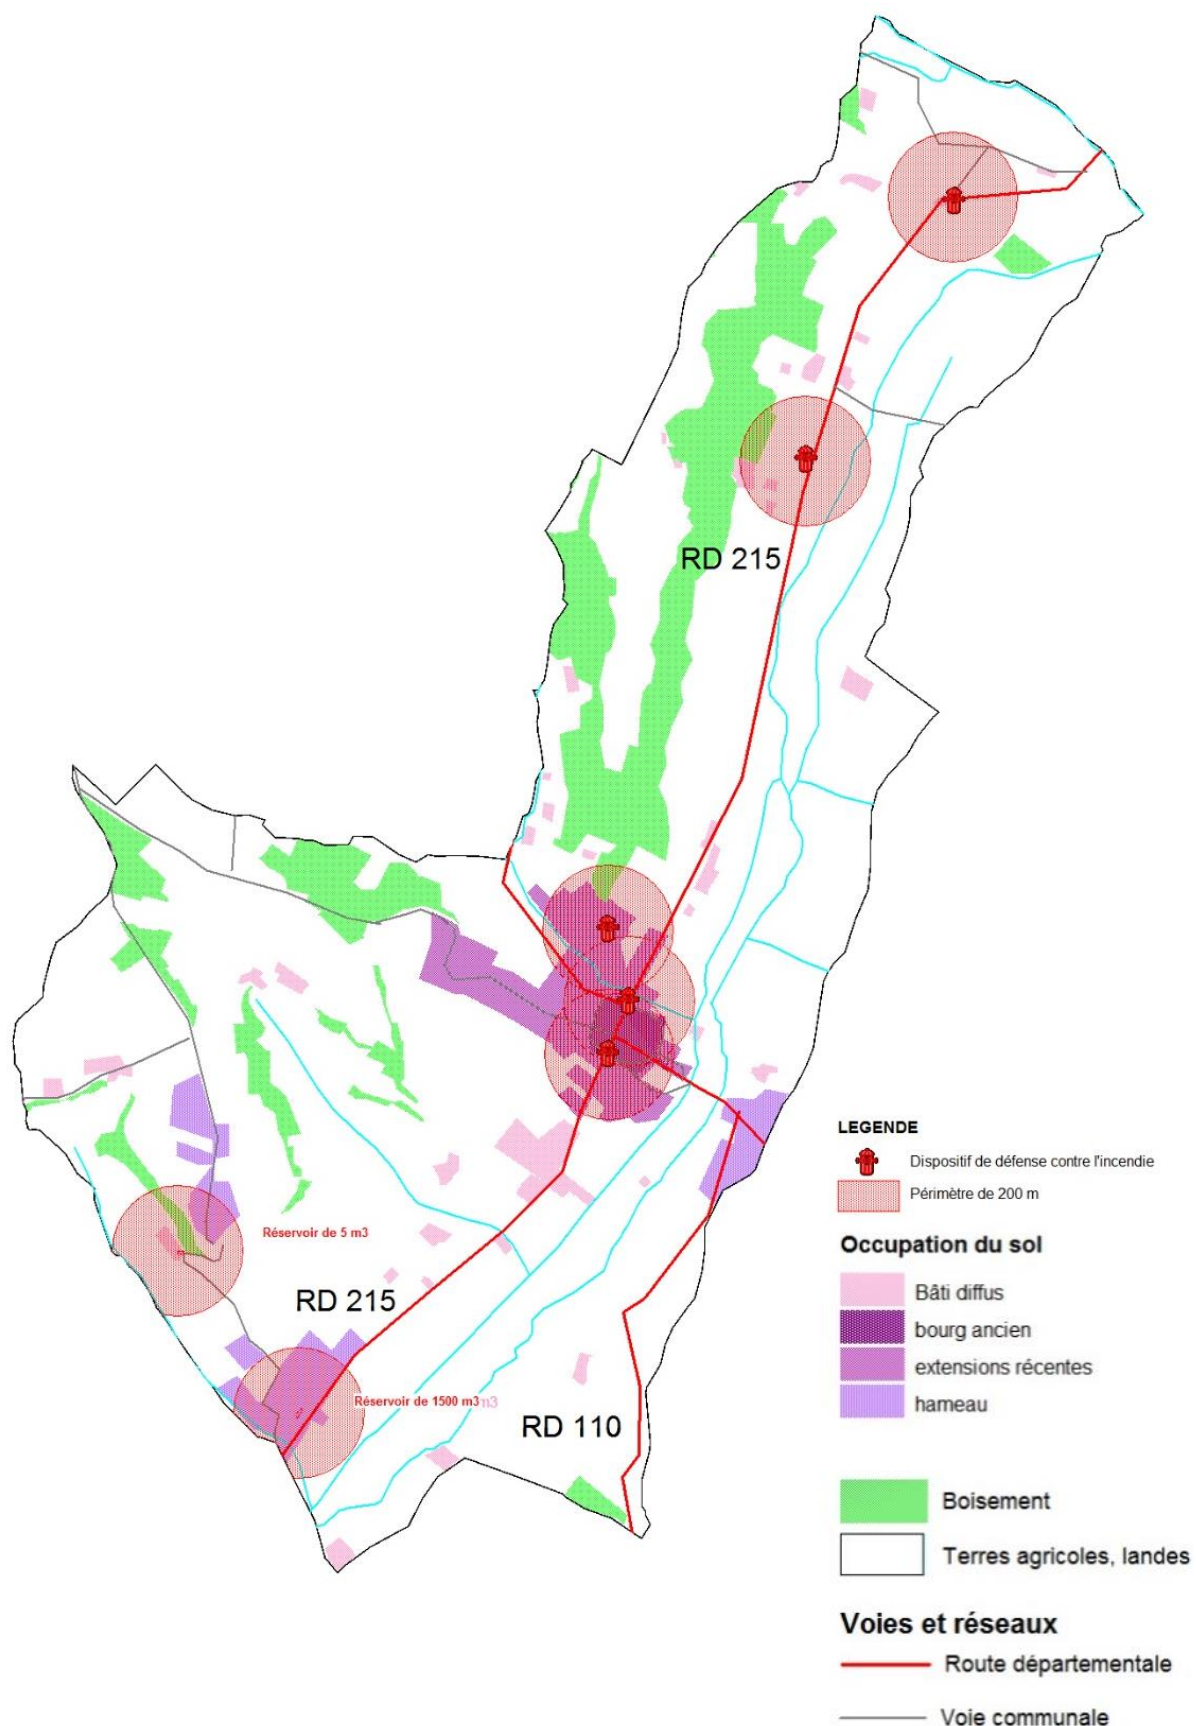 RD 215
LEGENDE
Dispositif de défense contre l'incendie
Périmètre de 200 m
Réservoir de 5 m3
Occupation du sol
RD 215
Bâti diffus
bourg ancien
extensions récentes
hameau
Réservoir de 1500 m3
m3
RD 110
Boisement
Terres agricoles, landes
Voies et réseaux
Route départementale
Voie communale